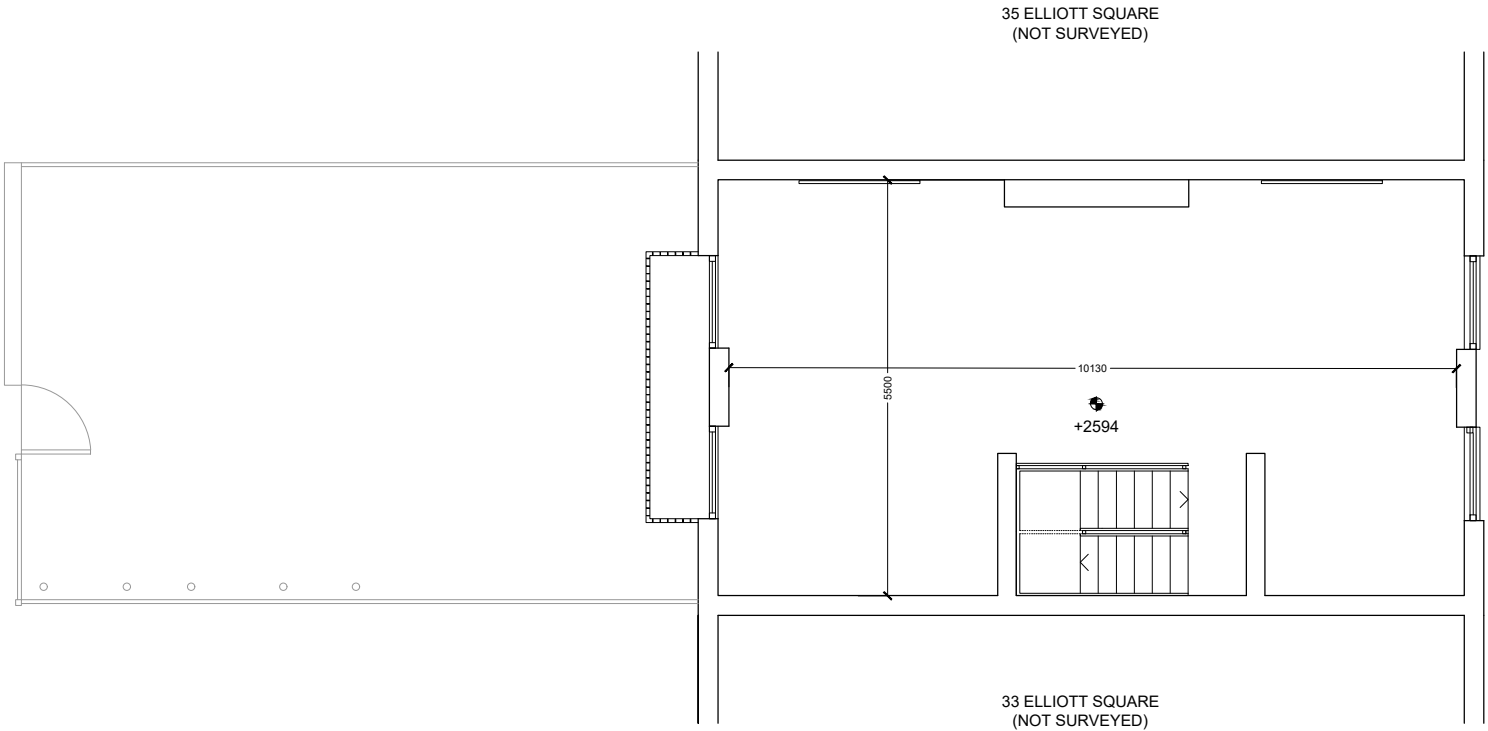 35 ELLIOTT SQUARE
(NOT SURVEYED)
10130
5500
+2594
33 ELLIOTT SQUARE
(NOT SURVEYED)